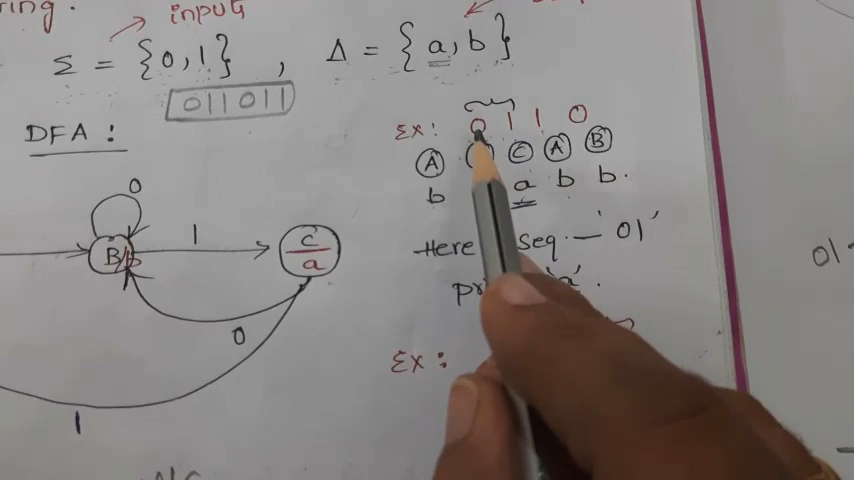 ring. inputs
Σ = {0,1} , Δ = {a,b}
011011
DFA :
Ex: 0 1 1 0
A C A B
b a b b.
Here seq — '01'
'a'.
Ex :
0
B/b 1 C/a
0
1
01